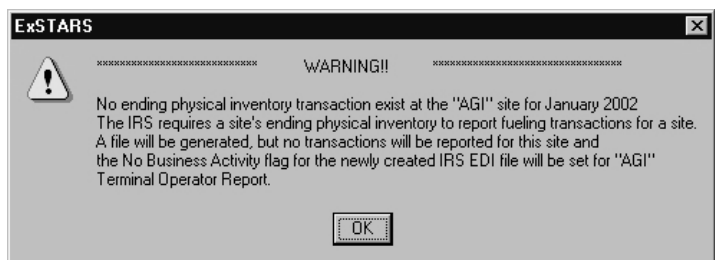 ExSTARS
**************************** WARNING!! *********************************
No ending physical inventory transaction exist at the "AGI" site for January 2002
The IRS requires a site's ending physical inventory to report fueling transactions for a site.
A file will be generated, but no transactions will be reported for this site and
the No Business Activity flag for the newly created IRS EDI file will be set for "AGI"
Terminal Operator Report.
OK